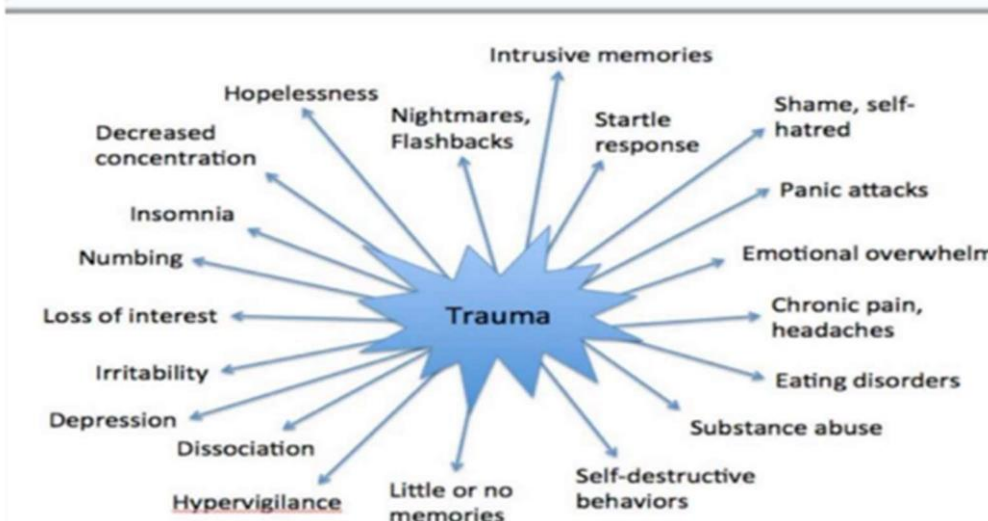 Intrusive memories
Hopelessness
Nightmares,
Flashbacks
Startle
response
Shame, self-
hatred
Decreased
concentration
Panic attacks
Insomnia
Emotional overwhelm
Numbing
Trauma
Loss of interest
Chronic pain,
headaches
Irritability
Eating disorders
Depression
Substance abuse
Dissociation
Self-destructive
behaviors
Hypervigilance
Little or no
memories